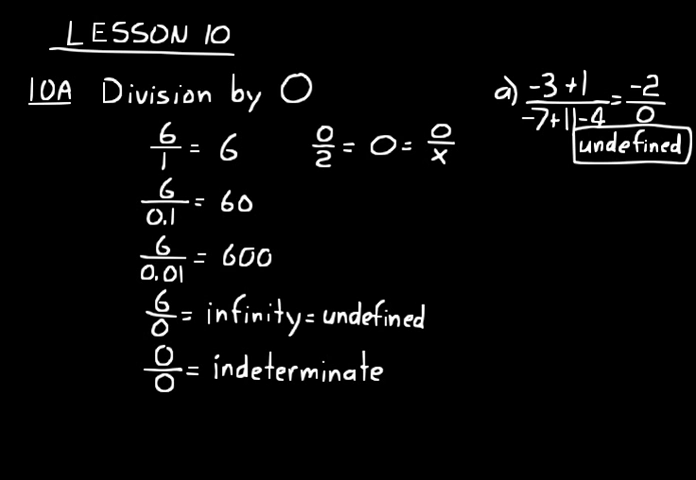 LESSON 10
10A Division by 0
6/1 = 6
0/2 = 0 = 0/x
6/0.1 = 60
6/0.01 = 600
6/0 = infinity = undefined
0/0 = indeterminate
a) -3+1/-7+11-4 = -2/0
undefined